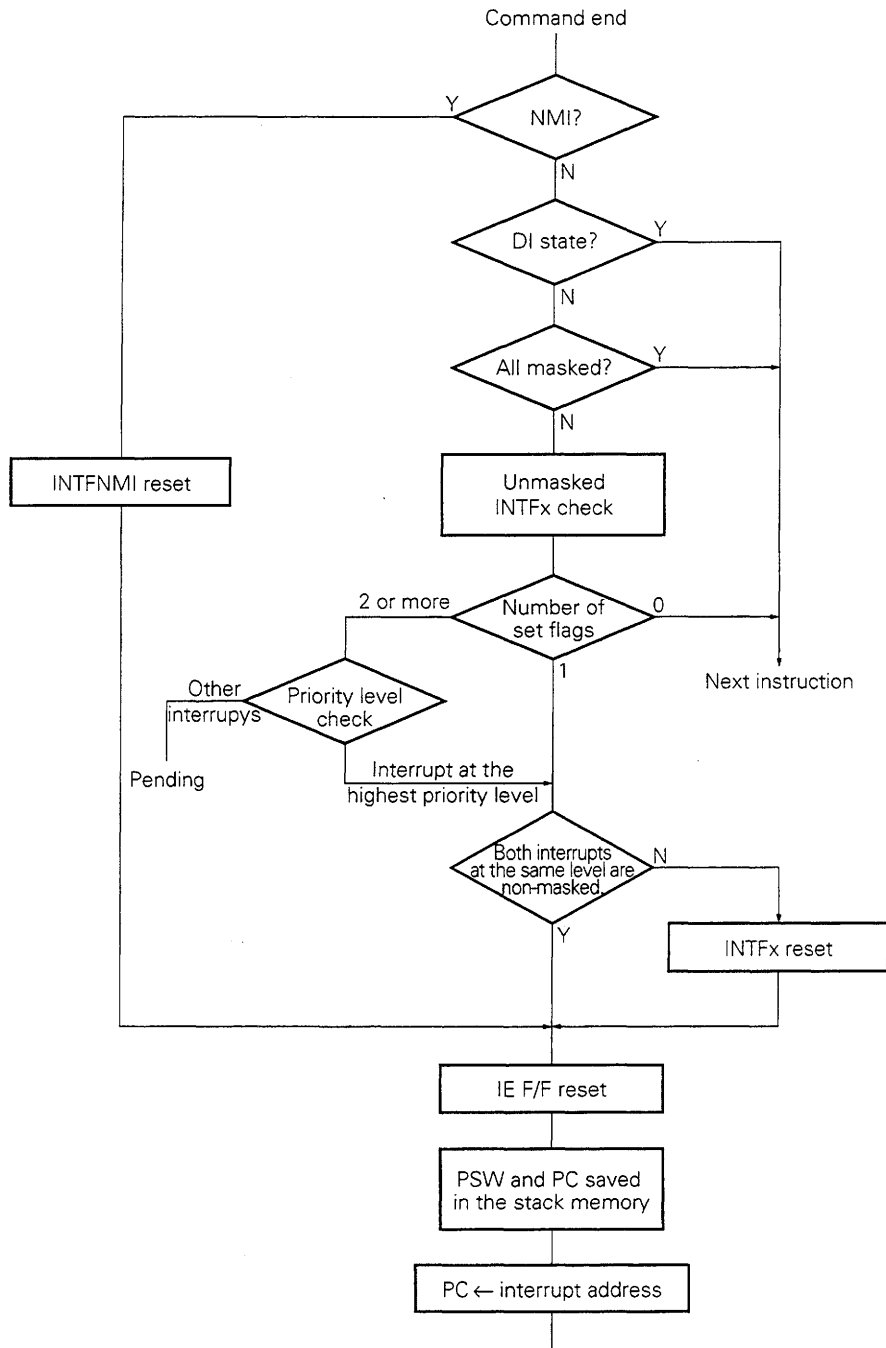 Command end
Y
NMI?
N
DI state?
Y
N
All masked?
Y
N
INTFNMI reset
Unmasked
INTFx check
2 or more
Number of
set flags
0
1
Next instruction
Other
interrupys
Priority level
check
Pending
Interrupt at the
highest priority level
Both interrupts
at the same level are
non-masked.
N
Y
INTFx reset
IE F/F reset
PSW and PC saved
in the stack memory
PC ← interrupt address